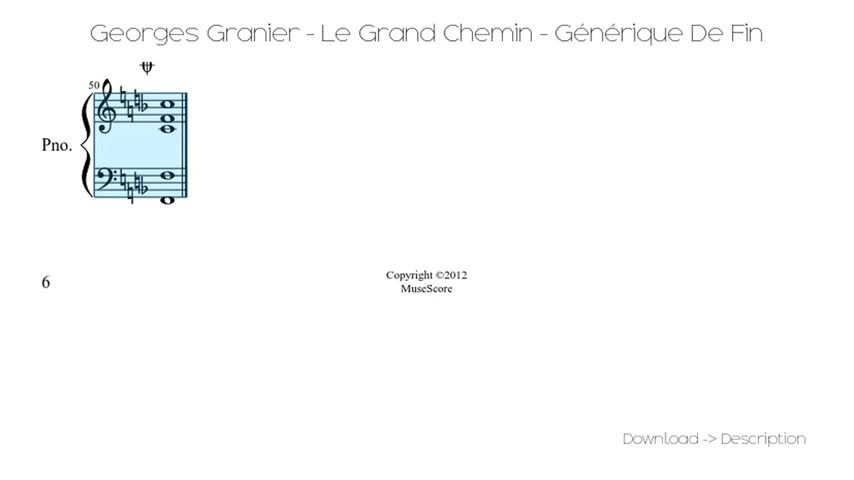 Georges Granier - Le Grand Chemin - Générique De Fin
50
Pno.
6
Copyright ©2012
MuseScore
Download -> Description